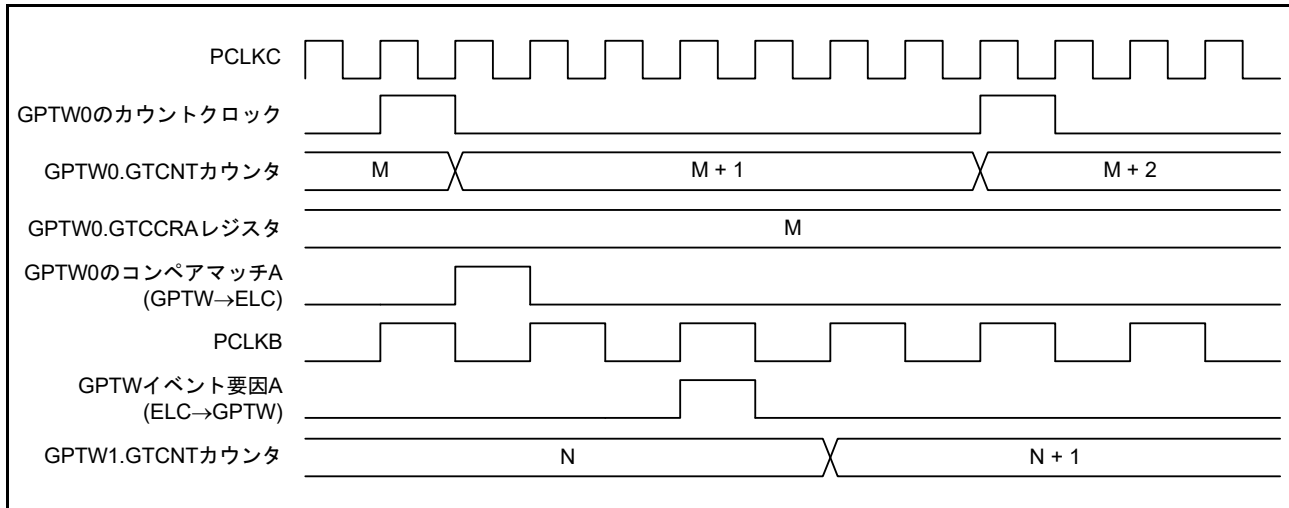 PCLKC
GPTW0のカウントクロック
GPTW0.GTCNTカウンタ
M
M + 1
M + 2
GPTW0.GTCCRAレジスタ
M
GPTW0のコンペアマッチA
(GPTW→ELC)
PCLKB
GPTWイベント要因A
(ELC→GPTW)
GPTW1.GTCNTカウンタ
N
N + 1